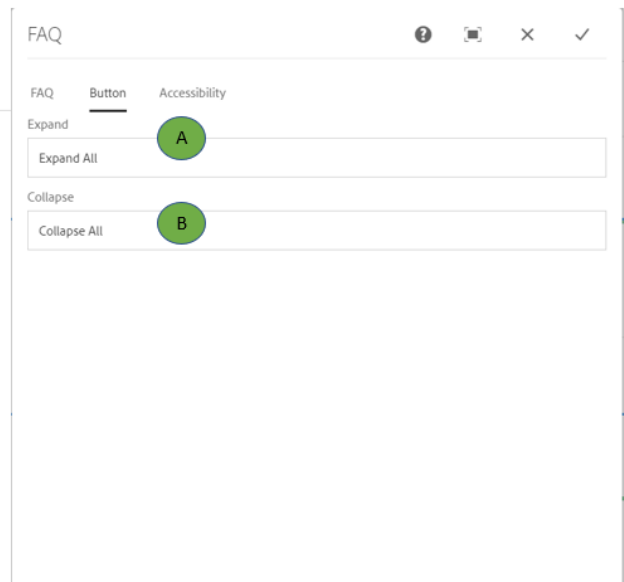 FAQ
FAQ Button Accessibility
Expand
A
Expand All
Collapse
B
Collapse All